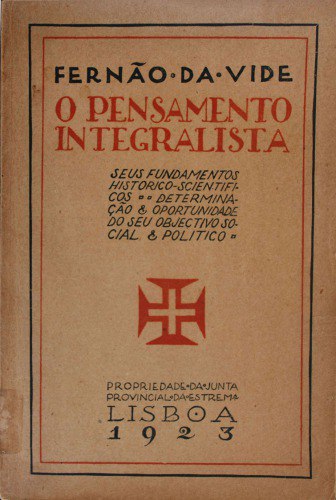 FERNÃO·DA·VIDE
O PENSAMENTO
INTEGRALISTA
SEUS FUNDAMENTOS
HISTORICO-SCIENTIFI-
COS ▫▫ DETERMINA-
ÇÃO & OPORTUNIDADE
DO SEU OBJECTIVO SO-
CIAL & POLITICO ▫
PROPRIEDADE·DA·JUNTA
PROVINCIAL·DA·ESTREMA
LISBOA
1923